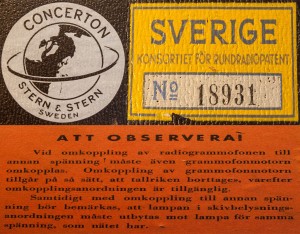 CONCERTON
STERN & STERN
SWEDEN
SVERIGE
KONSORTIET FÖR RUNDRADIOPATENT
No 18931
ATT OBSERVERA!
Vid omkoppling av radiogrammofonen till
annan spänning måste även grammofonmotorn
omkopplas. Omkoppling av grammofonmotorn
tillgår på så sätt, att tallriken borttages, varefter
omkopplingsanordningen är tillgänglig.
Samtidigt med omkoppling till annan spän-
ning bör bemärkas, att lampan i skivbelysnings-
anordningen måste utbytas mot lampa för samma
spänning, som nätet har.